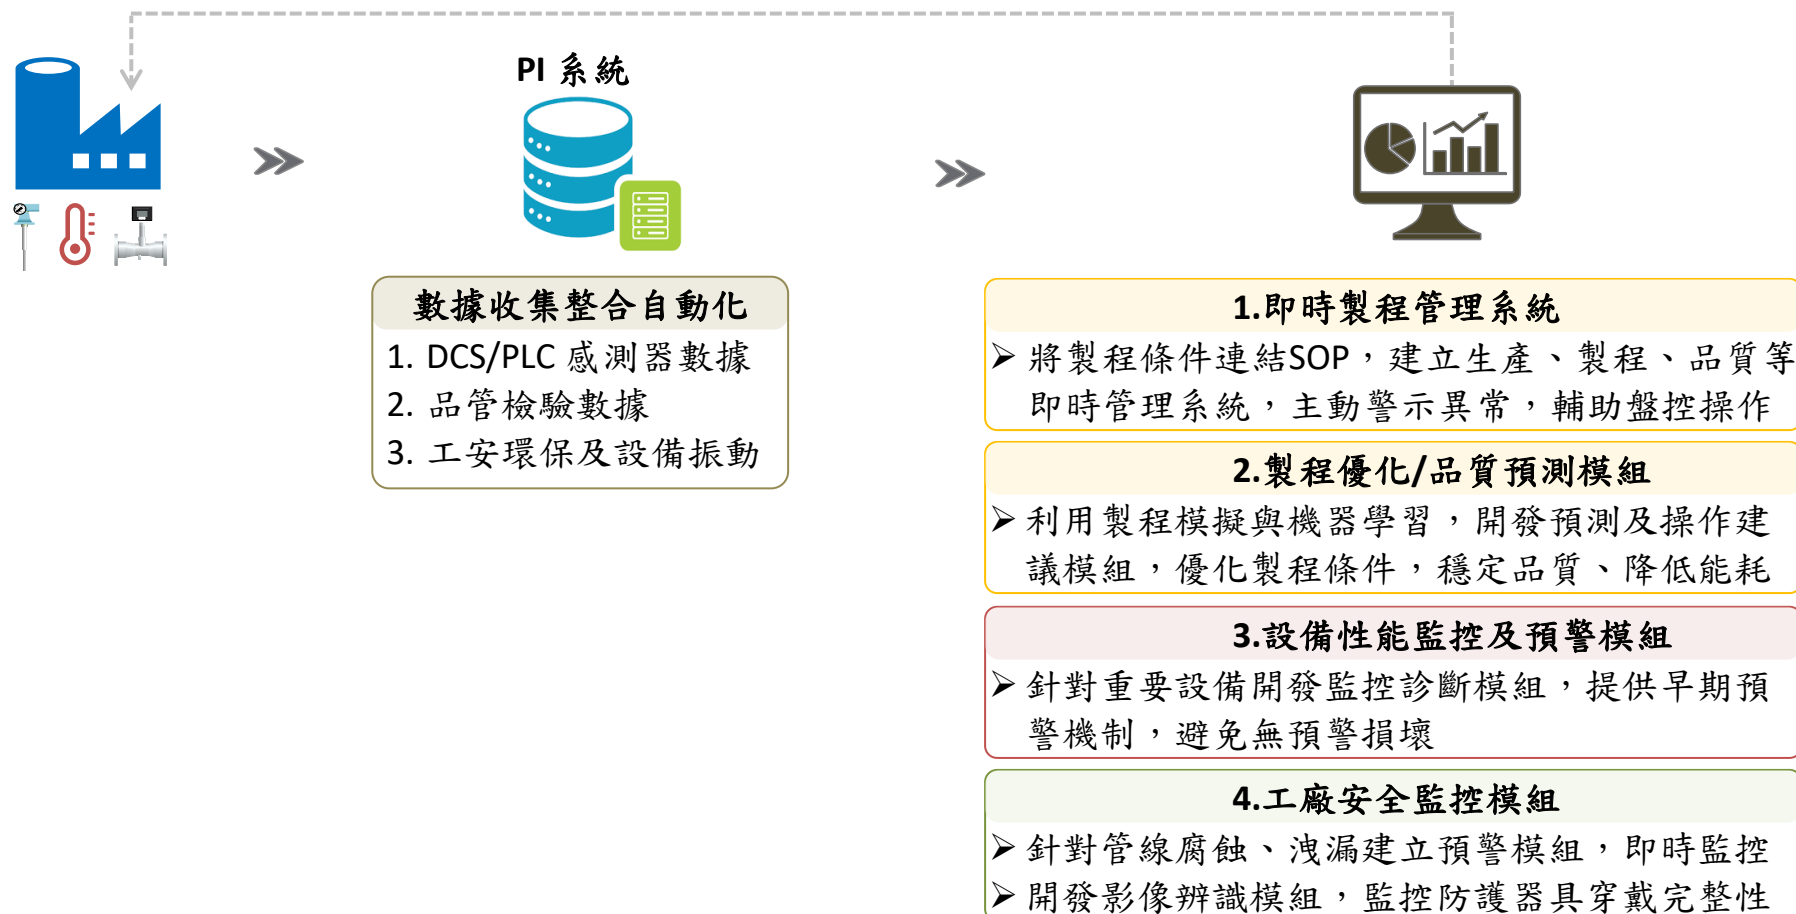 PI 系統
數據收集整合自動化
1. DCS/PLC 感測器數據
2. 品管檢驗數據
3. 工安環保及設備振動
1.即時製程管理系統
➢ 將製程條件連結SOP，建立生產、製程、品質等
即時管理系統，主動警示異常，輔助盤控操作
2.製程優化/品質預測模組
➢ 利用製程模擬與機器學習，開發預測及操作建
議模組，優化製程條件，穩定品質、降低能耗
3.設備性能監控及預警模組
➢ 針對重要設備開發監控診斷模組，提供早期預
警機制，避免無預警損壞
4.工廠安全監控模組
➢ 針對管線腐蝕、洩漏建立預警模組，即時監控
➢ 開發影像辨識模組，監控防護器具穿戴完整性